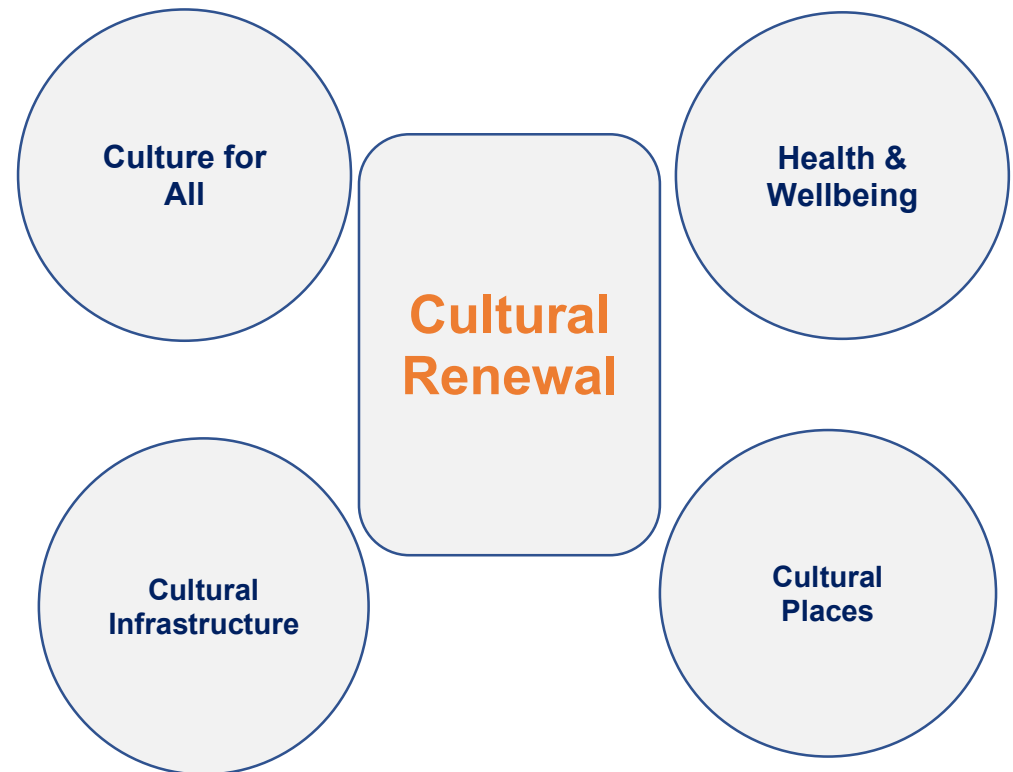 Culture for
All
Health &
Wellbeing
Cultural
Renewal
Cultural
Infrastructure
Cultural
Places